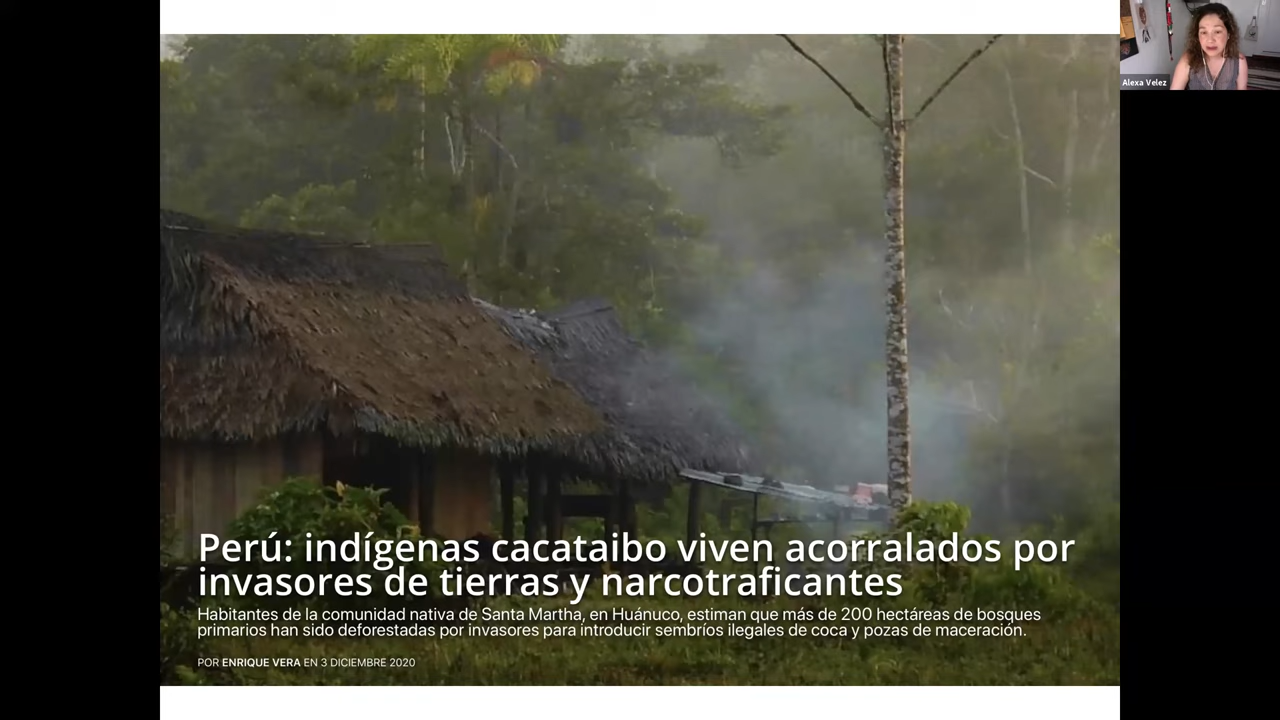 Alexa Velez
Perú: indígenas cacataibo viven acorralados por
invasores de tierras y narcotraficantes
Habitantes de la comunidad nativa de Santa Martha, en Huánuco, estiman que más de 200 hectáreas de bosques
primarios han sido deforestadas por invasores para introducir sembríos ilegales de coca y pozas de maceración.
POR ENRIQUE VERA EN 3 DICIEMBRE 2020